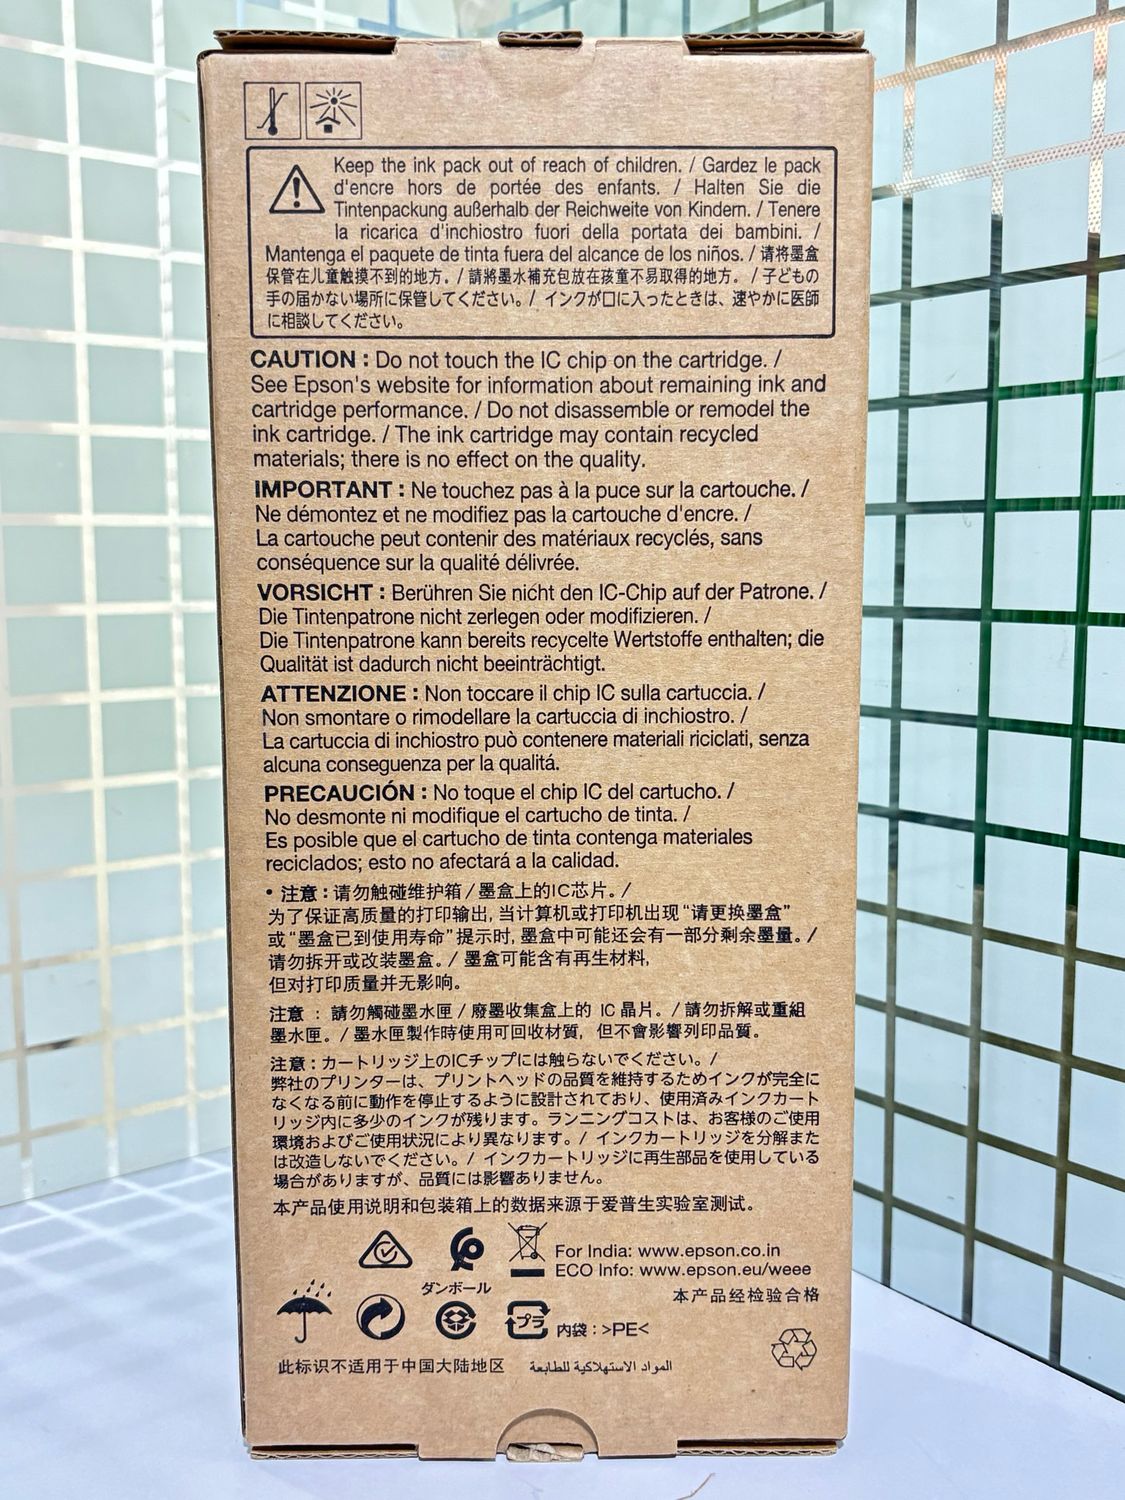 Keep the ink pack out of reach of children. / Gardez le pack
d'encre hors de portée des enfants. / Halten Sie die
Tintenpackung außerhalb der Reichweite von Kindern. / Tenere
la ricarica d'inchiostro fuori della portata dei bambini. /
Mantenga el paquete de tinta fuera del alcance de los niños. / 请将墨盒
保管在儿童触摸不到的地方。/ 請將墨水補充包放在孩童不易取得的地方。 / 子どもの
手の届かない場所に保管してください。/ インクが口に入ったときは、速やかに医師
に相談してください。
CAUTION : Do not touch the IC chip on the cartridge. /
See Epson's website for information about remaining ink and
cartridge performance. / Do not disassemble or remodel the
ink cartridge. / The ink cartridge may contain recycled
materials; there is no effect on the quality.
IMPORTANT : Ne touchez pas à la puce sur la cartouche. /
Ne démontez et ne modifiez pas la cartouche d'encre. /
La cartouche peut contenir des matériaux recyclés, sans
conséquence sur la qualité délivrée.
VORSICHT : Berühren Sie nicht den IC-Chip auf der Patrone. /
Die Tintenpatrone nicht zerlegen oder modifizieren. /
Die Tintenpatrone kann bereits recycelte Wertstoffe enthalten; die
Qualität ist dadurch nicht beeinträchtigt.
ATTENZIONE : Non toccare il chip IC sulla cartuccia. /
Non smontare o rimodellare la cartuccia di inchiostro. /
La cartuccia di inchiostro può contenere materiali riciclati, senza
alcuna conseguenza per la qualitá.
PRECAUCIÓN : No toque el chip IC del cartucho. /
No desmonte ni modifique el cartucho de tinta. /
Es posible que el cartucho de tinta contenga materiales
reciclados; esto no afectará a la calidad.
• 注意 : 请勿触碰维护箱 / 墨盒上的IC芯片。/
为了保证高质量的打印输出, 当计算机或打印机出现 “请更换墨盒”
或 “墨盒已到使用寿命” 提示时, 墨盒中可能还会有一部分剩余墨量。/
请勿拆开或改装墨盒。/ 墨盒可能含有再生材料,
但对打印质量并无影响。
注意 : 請勿觸碰墨水匣 / 廢墨收集盒上的 IC 晶片。 / 請勿拆解或重組
墨水匣。/ 墨水匣製作時使用可回收材質, 但不會影響列印品質。
注意 : カートリッジ上のICチップには触らないでください。/
弊社のプリンターは、プリントヘッドの品質を維持するためインクが完全に
なくなる前に動作を停止するように設計されており、使用済みインクカート
リッジ内に多少のインクが残ります。ランニングコストは、お客様のご使用
環境およびご使用状況により異なります。/ インクカートリッジを分解また
は改造しないでください。/ インクカートリッジに再生部品を使用している
場合がありますが、品質には影響ありません。
本产品使用说明和包装箱上的数据来源于爱普生实验室测试。
For India: www.epson.co.in
ECO Info: www.epson.eu/weee
ダンボール
本产品经检验合格
プラ 内袋 : >PE<
此标识不适用于中国大陆地区 المواد الاستهلاكية للطابعة